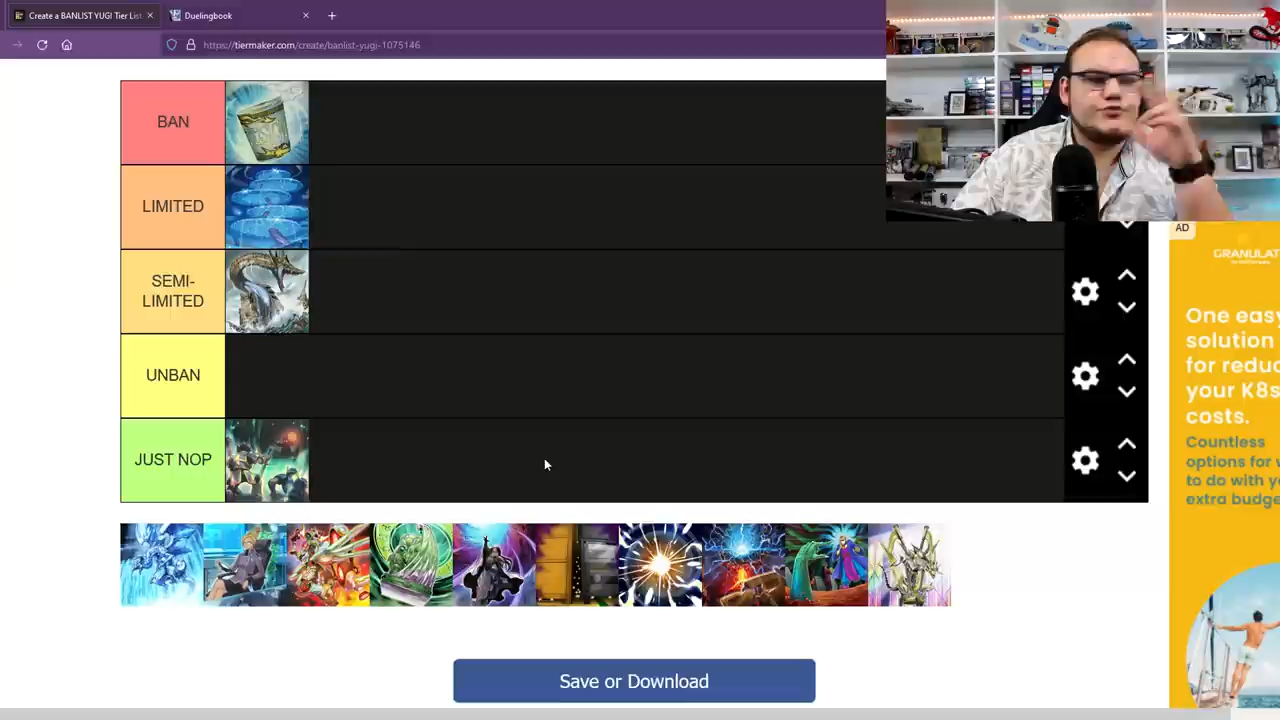 Create a BANLIST YUGI Tier List
Duelingbook
https://tiermaker.com/create/banlist-yugi-1075146
BAN
LIMITED
SEMI-
LIMITED
UNBAN
JUST NOP
AD
GRANULAT
One easy
solution
for reduc
your K8s
costs.
Countless
options for w
to do with yo
extra budge
Save or Download